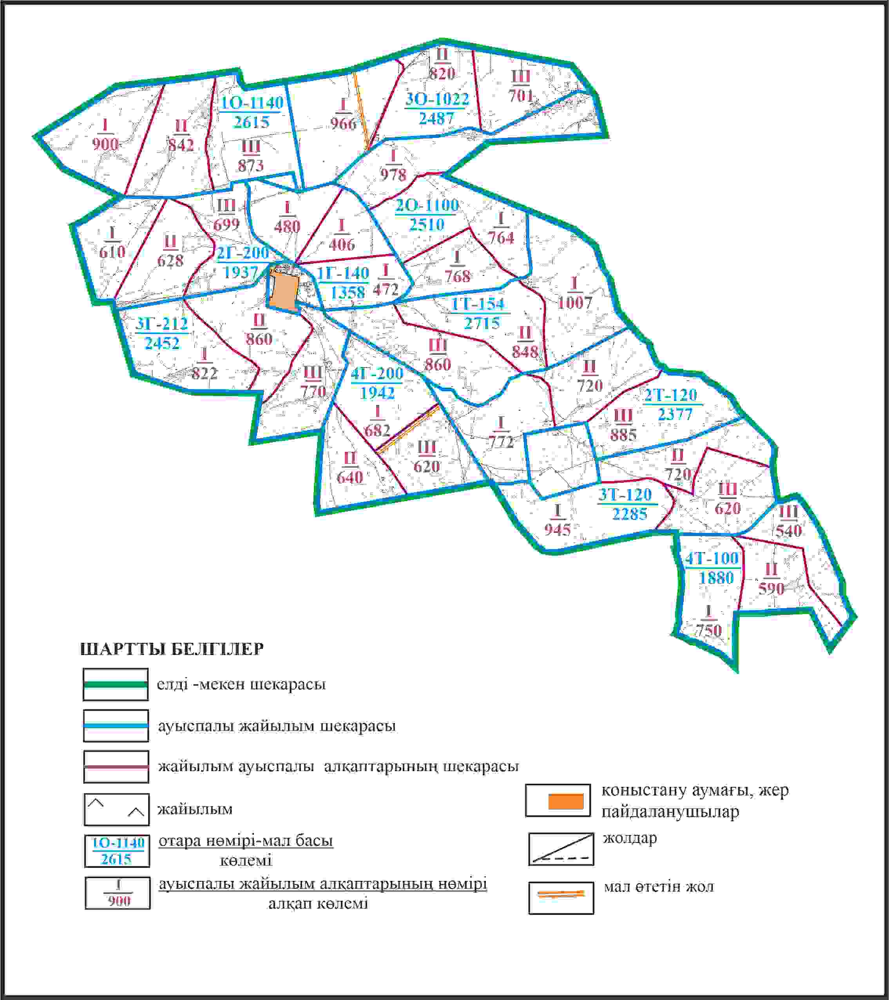 II
820
III
701
1О-1140
2615
I
966
3О-1022
2487
I
900
II
842
III
873
I
978
III
699
I
480
I
406
2О-1100
2510
I
764
I
610
II
628
2Г-200
1937
1Г-140
1358
I
472
I
768
I
1007
3Г-212
2452
II
860
1Т-154
2715
I
822
III
770
4Г-200
1942
III
860
II
848
II
720
2Т-120
2377
I
682
III
620
II
640
I
772
III
885
II
720
III
620
I
945
3Т-120
2285
III
540
4Т-100
1880
II
590
I
750
ШАРТТЫ БЕЛГІЛЕР
елді -мекен шекарасы
ауыспалы жайылым шекарасы
жайылым ауыспалы алқаптарының шекарасы
жайылым
1О-1140
2615
отара нөмірі-мал басы
көлемі
I
900
ауыспалы жайылым алқаптарының нөмірі
алқап көлемі
қоныстану аумағы, жер
пайдаланушылар
жолдар
мал өтетін жол